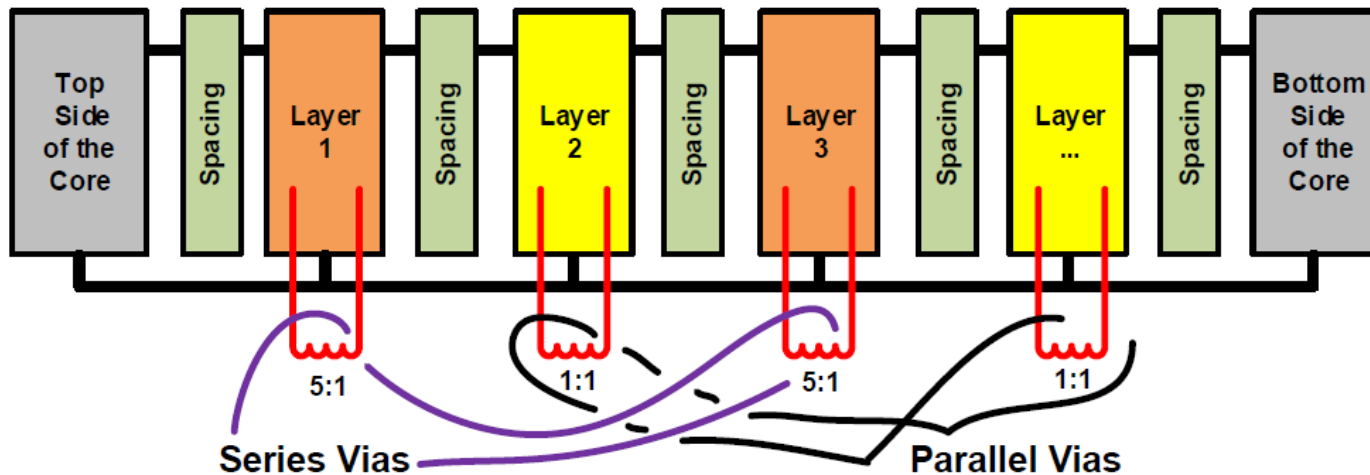 Top
Side
of the
Core
Spacing
Layer
1
Spacing
Layer
2
Spacing
Layer
3
Spacing
Layer
...
Spacing
Bottom
Side
of the
Core
5:1
1:1
5:1
1:1
Series Vias
Parallel Vias